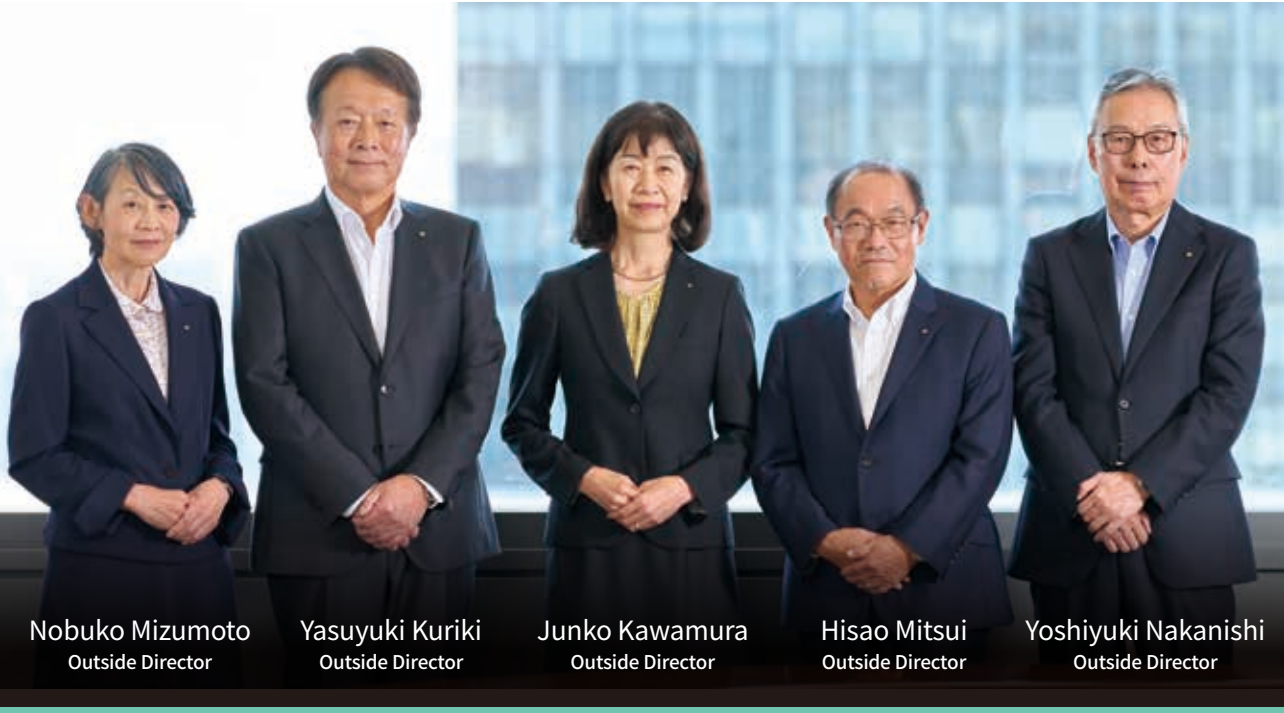 Nobuko Mizumoto
Outside Director
Yasuyuki Kuriki
Outside Director
Junko Kawamura
Outside Director
Hisao Mitsui
Outside Director
Yoshiyuki Nakanishi
Outside Director